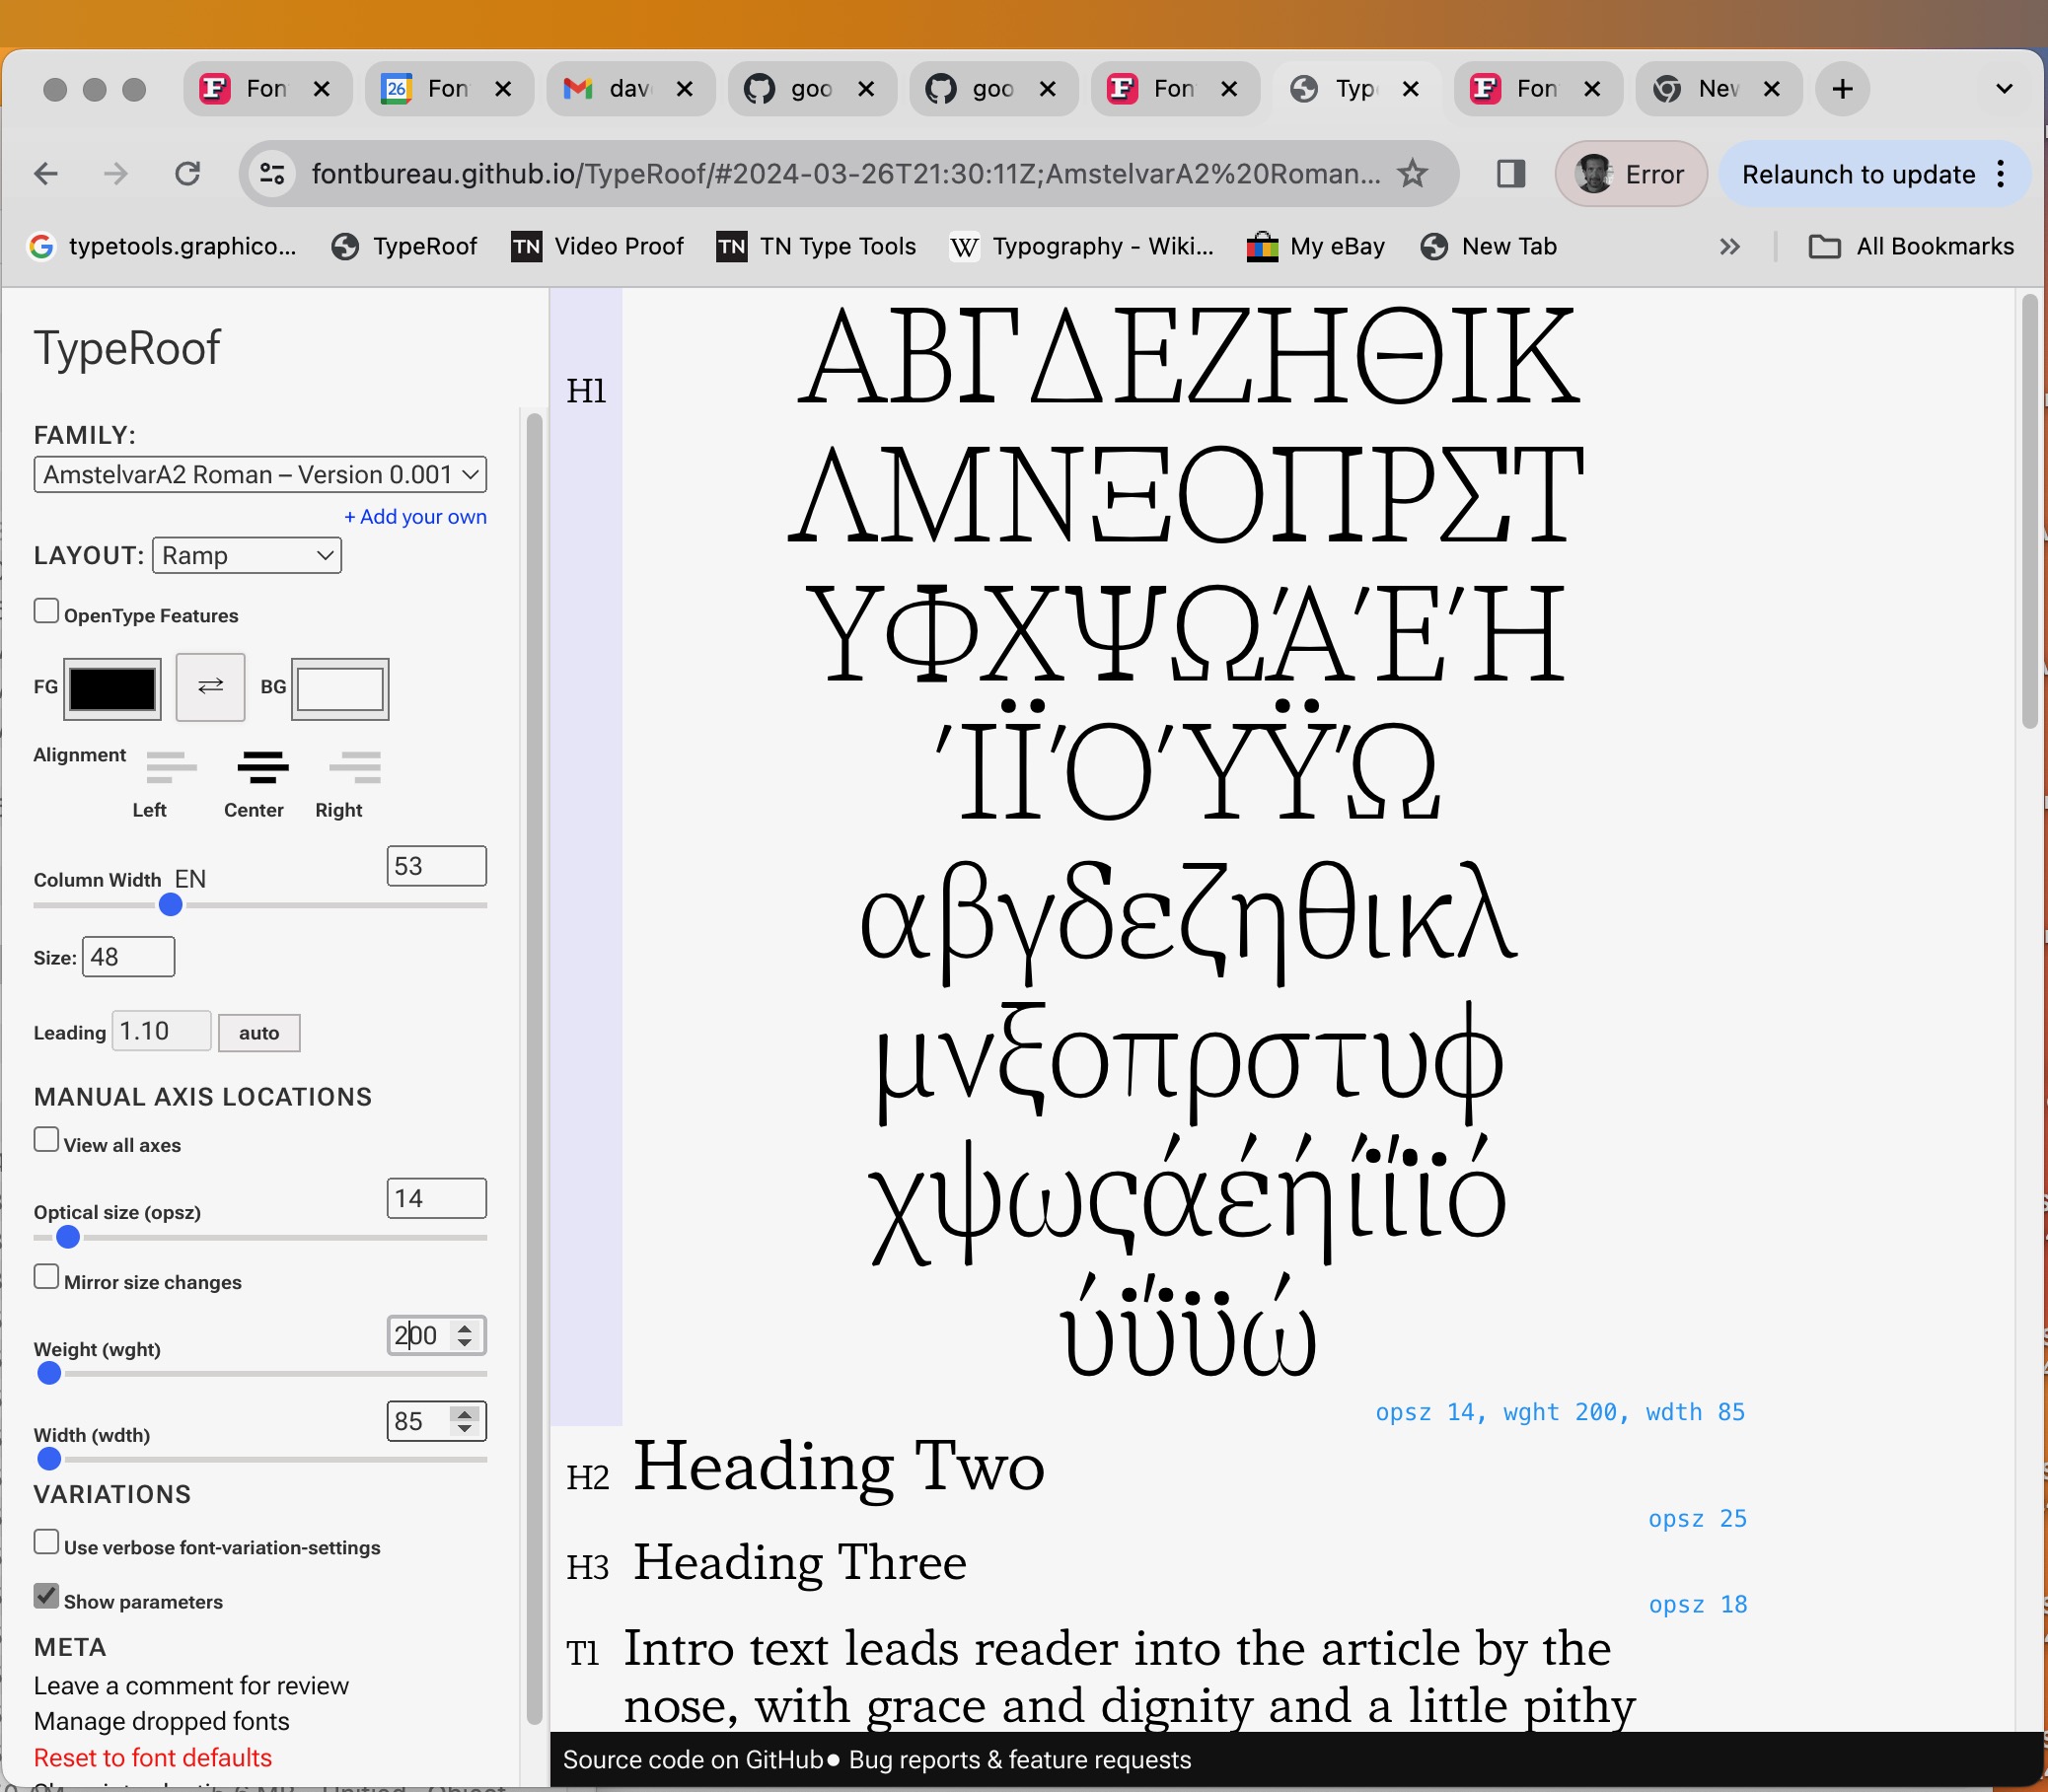 Fon
Fon
dav
goo
goo
Fon
Typ
Fon
New
fontbureau.github.io/TypeRoof/#2024-03-26T21:30:11Z;AmstelvarA2%20Roman...
Error
Relaunch to update
typetools.graphico...
TypeRoof
TN Video Proof
TN TN Type Tools
W Typography - Wiki...
My eBay
New Tab
All Bookmarks
TypeRoof
FAMILY:
AmstelvarA2 Roman – Version 0.001
+ Add your own
LAYOUT: Ramp
OpenType Features
FG BG
Alignment
Left Center Right
Column Width EN 53
Size: 48
Leading 1.10 auto
MANUAL AXIS LOCATIONS
View all axes
Optical size (opsz) 14
Mirror size changes
Weight (wght) 200
Width (wdth) 85
VARIATIONS
Use verbose font-variation-settings
Show parameters
META
Leave a comment for review
Manage dropped fonts
Reset to font defaults
H1
ΑΒΓΔΕΖΗΘΙΚ
ΛΜΝΞΟΠΡΣΤ
ΥΦΧΨΩΆΈΉ
ΊΪΌΎΫΏ
αβγδεζηθικλ
μνξοπρστυφ
χψωςάέήίΐϊό
ύΰϋώ
opsz 14, wght 200, wdth 85
H2 Heading Two
opsz 25
H3 Heading Three
opsz 18
T1 Intro text leads reader into the article by the
nose, with grace and dignity and a little pithy
Source code on GitHub● Bug reports & feature requests